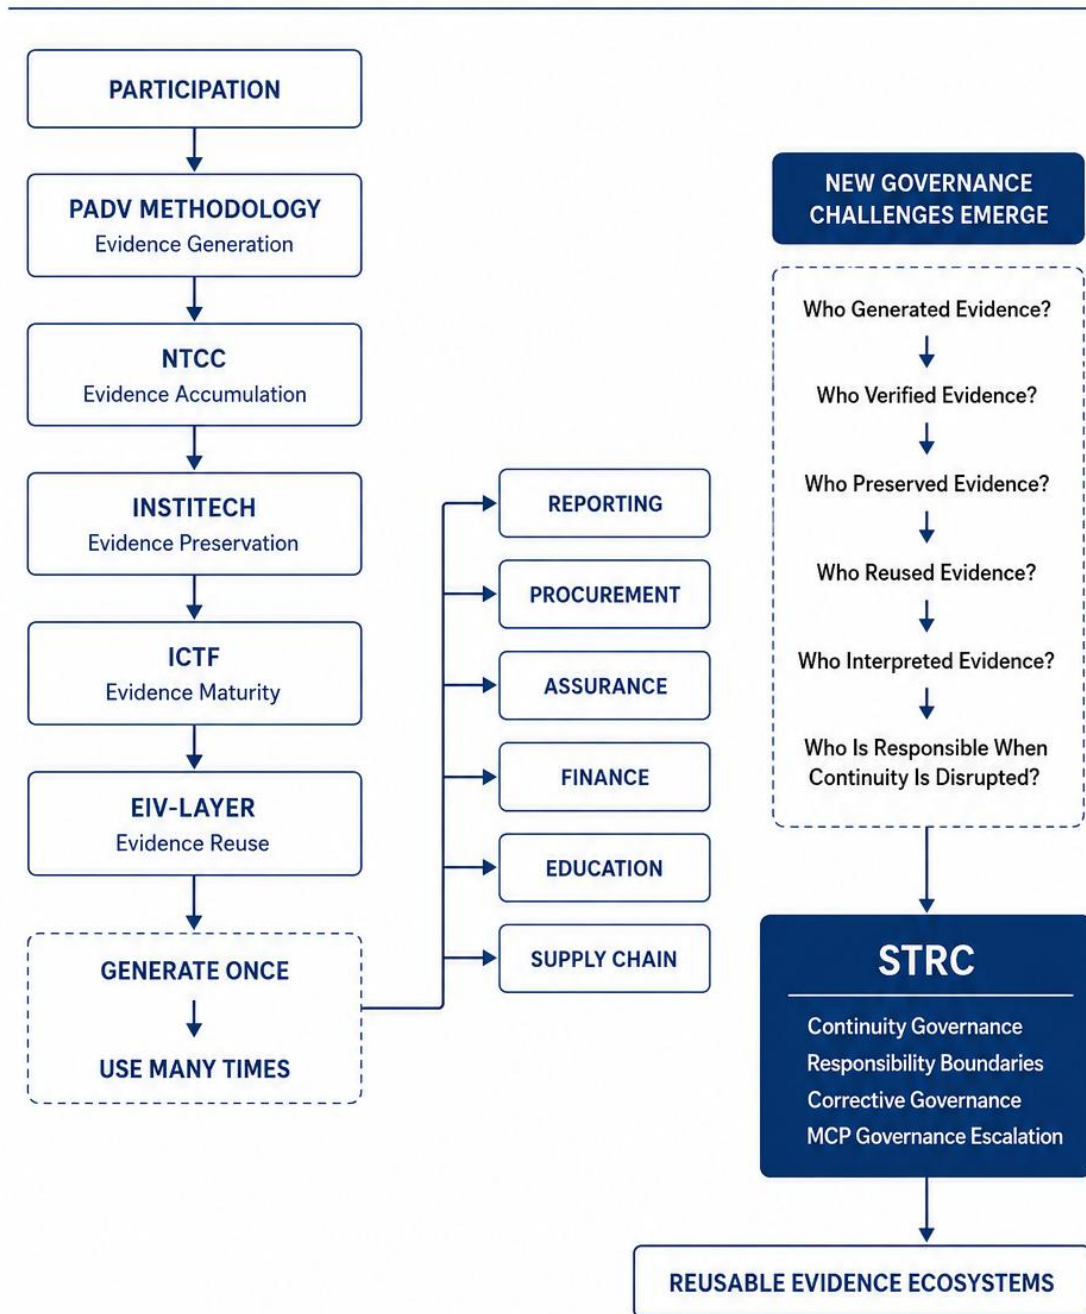 PARTICIPATION
PADV METHODOLOGY
Evidence Generation
NTCC
Evidence Accumulation
INSTITECH
Evidence Preservation
ICTF
Evidence Maturity
EIV-LAYER
Evidence Reuse
GENERATE ONCE
USE MANY TIMES
REPORTING
PROCUREMENT
ASSURANCE
FINANCE
EDUCATION
SUPPLY CHAIN
NEW GOVERNANCE
CHALLENGES EMERGE
Who Generated Evidence?
Who Verified Evidence?
Who Preserved Evidence?
Who Reused Evidence?
Who Interpreted Evidence?
Who Is Responsible When
Continuity Is Disrupted?
STRC
Continuity Governance
Responsibility Boundaries
Corrective Governance
MCP Governance Escalation
REUSABLE EVIDENCE ECOSYSTEMS